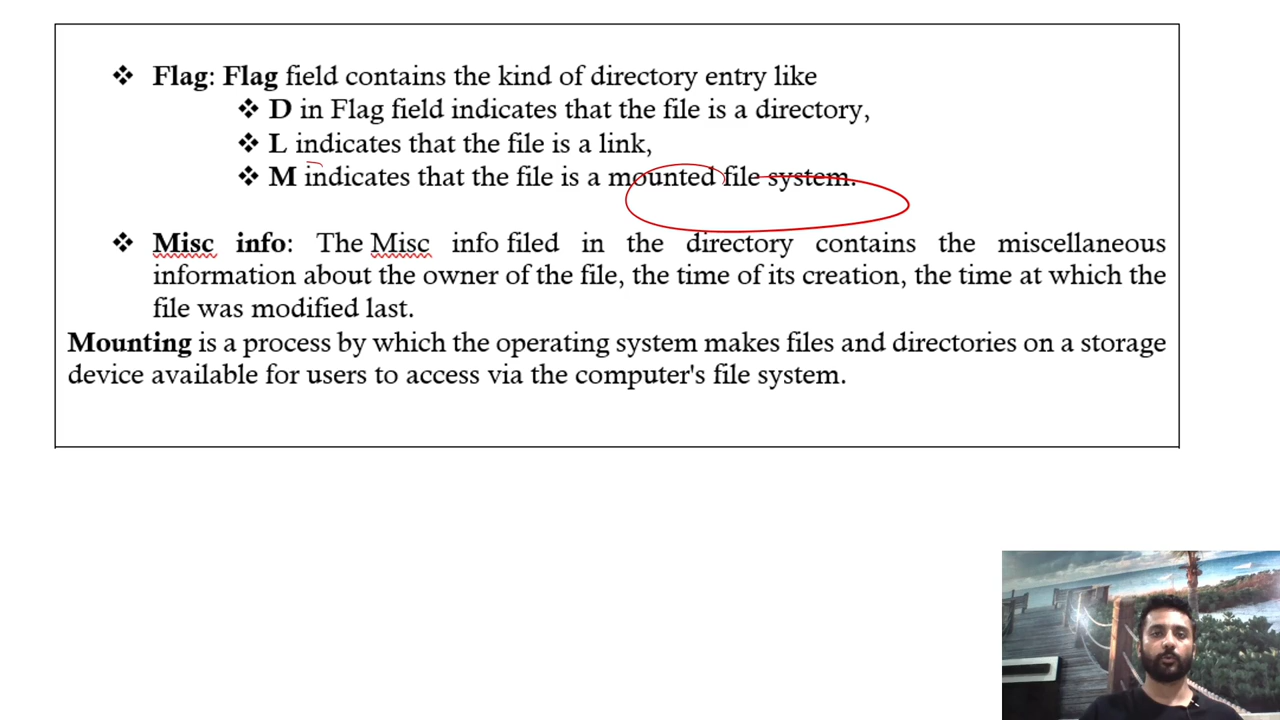 ❖ Flag: Flag field contains the kind of directory entry like
❖ D in Flag field indicates that the file is a directory,
❖ L indicates that the file is a link,
❖ M indicates that the file is a mounted file system.
❖ Misc info: The Misc info filed in the directory contains the miscellaneous
information about the owner of the file, the time of its creation, the time at which the
file was modified last.
Mounting is a process by which the operating system makes files and directories on a storage
device available for users to access via the computer's file system.